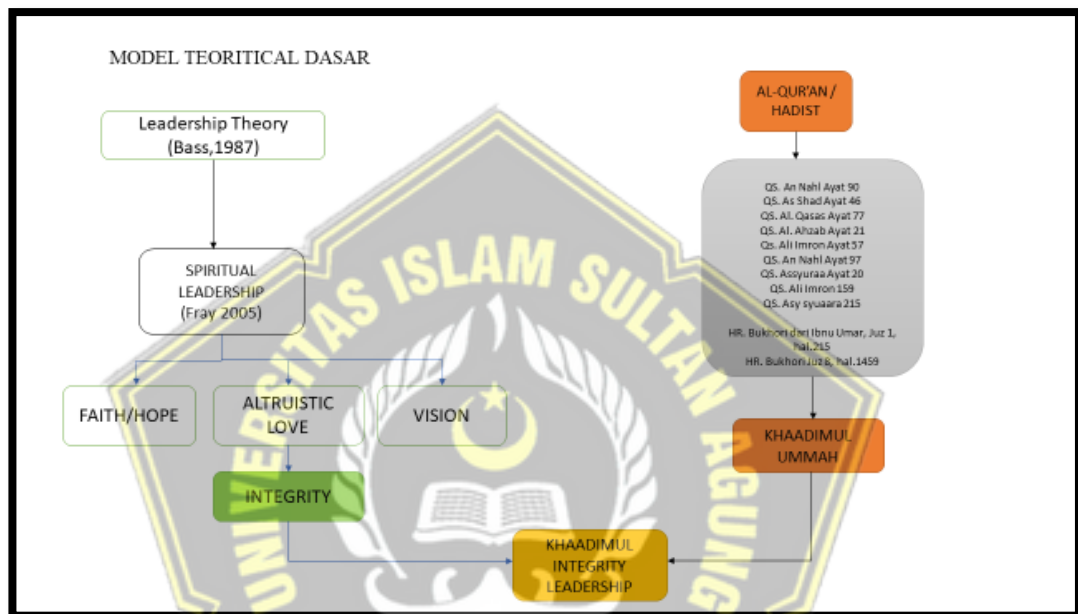 MODEL TEORITICAL DASAR
Leadership Theory
(Bass,1987)
SPIRITUAL
LEADERSHIP
(Fray 2005)
FAITH/HOPE
ALTRUISTIC
LOVE
VISION
INTEGRITY
AL-QUR'AN /
HADIST
QS. An Nahl Ayat 90
QS. As Shad Ayat 46
QS. Al. Qasas Ayat 77
QS. Al. Ahzab Ayat 21
Qs. Ali Imron Ayat 57
QS. An Nahl Ayat 97
QS. Assyuraa Ayat 20
QS. Ali Imron 159
QS. Asy syuaara 215
HR. Bukhori dari Ibnu Umar, Juz 1,
hal.215
HR. Bukhori Juz 8, hal.1459
KHAADIMUL
UMMAH
KHAADIMUL
INTEGRITY
LEADERSHIP
UNIVERSITAS ISLAM SULTAN AGUNG